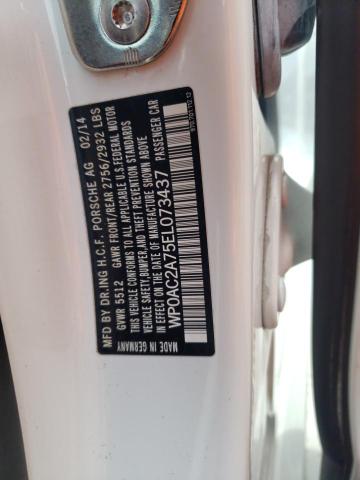 MFD BY DR.ING H.C.F. PORSCHE AG 02/14
GVWR 5512 GAWR FRONT/REAR 2756/2932 LBS
THIS VEHICLE CONFORMS TO ALL APPLICABLE U.S.FEDERAL MOTOR
VEHICLE SAFETY,BUMPER,AND THEFT PREVENTION STANDARDS
IN EFFECT ON THE DATE OF MANUFACTURE SHOWN ABOVE
WP0AC2A75EL073437 PASSENGER CAR
MADE IN GERMANY